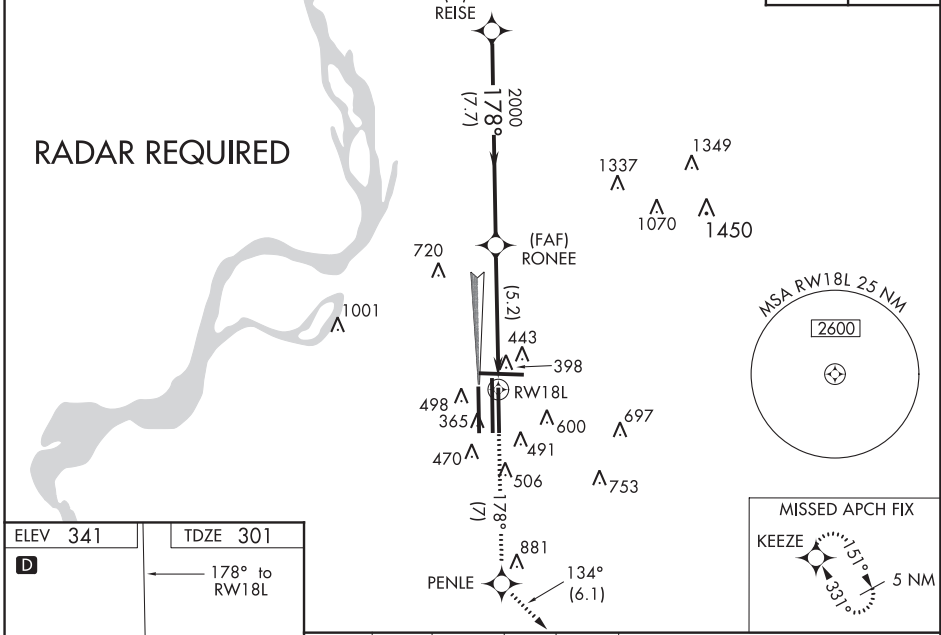 REISE
2000
178°
(7.7)
RADAR REQUIRED
1349
1337
1070
1450
(FAF)
RONEE
720
(5.2)
1001
MSA RW18L 25 NM
2600
443
398
RW18L
498
365
600
697
491
470
506
753
178°
(7)
MISSED APCH FIX
KEEZE
151°
331°
5 NM
ELEV 341
TDZE 301
D
178° to
RW18L
881
PENLE
134°
(6.1)